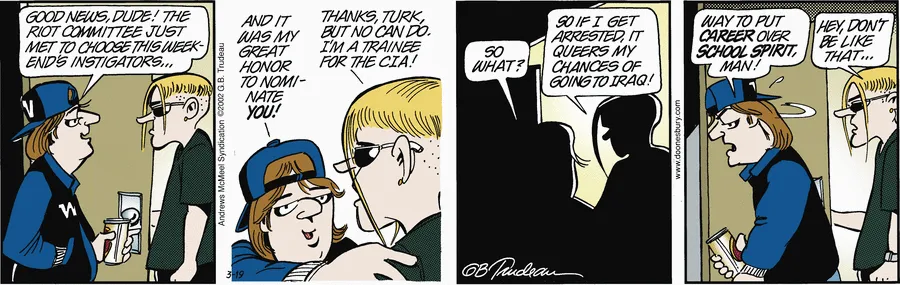 GOOD NEWS, DUDE! THE
RIOT COMMITTEE JUST
MET TO CHOOSE THIS WEEK-
END'S INSTIGATORS...
W
W
Andrews McMeel Syndication ©2002 G.B. Trudeau
AND IT
WAS MY
GREAT
HONOR
TO NOMI-
NATE
YOU!
THANKS, TURK,
BUT NO CAN DO.
I'M A TRAINEE
FOR THE C.I.A.!
3-19
SO
WHAT?
SO IF I GET
ARRESTED, IT
QUEERS MY
CHANCES OF
GOING TO IRAQ!
GB Trudeau
www.doonesbury.com
WAY TO PUT
CAREER OVER
SCHOOL SPIRIT,
MAN!
HEY, DON'T
BE LIKE
THAT...